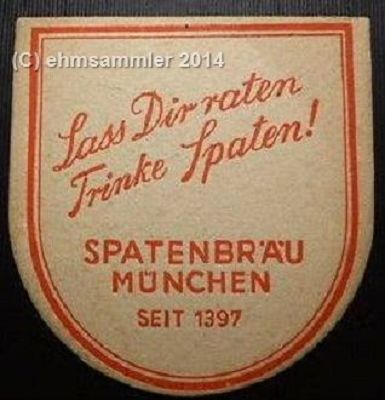 (C) ehmsammler 2014
Lass Dir raten
Trinke Spaten!
SPATENBRÄU
MÜNCHEN
SEIT 1397